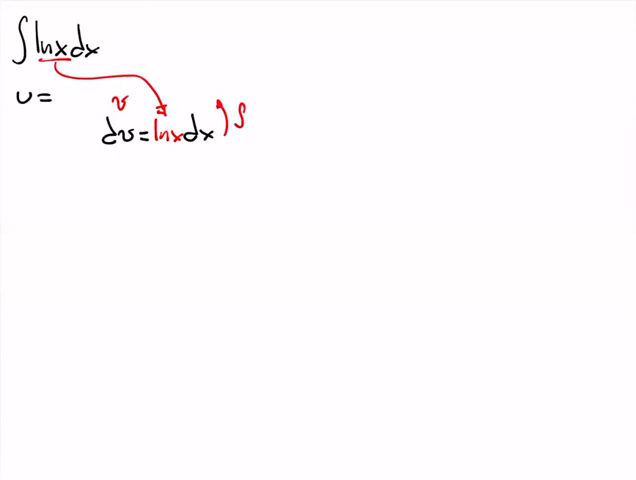 ∫ lnx dx
u =
v =
dv = lnx dx ) ∫